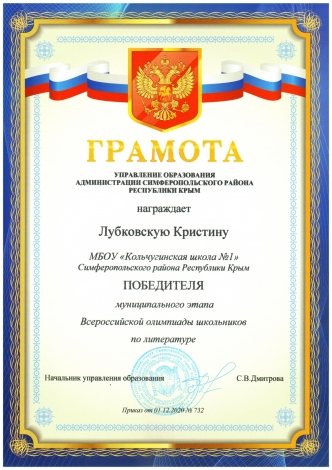 ГРАМОТА
УПРАВЛЕНИЕ ОБРАЗОВАНИЯ
АДМИНИСТРАЦИИ СИМФЕРОПОЛЬСКОГО РАЙОНА
РЕСПУБЛИКИ КРЫМ
награждает
Лубковскую Кристину
МБОУ «Кольчугинская школа №1»
Симферопольского района Республики Крым
ПОБЕДИТЕЛЯ
муниципального этапа
Всероссийской олимпиады школьников
по литературе
Начальник управления образования С.В.Дмитрова
Приказ от 01.12.2020 № 732